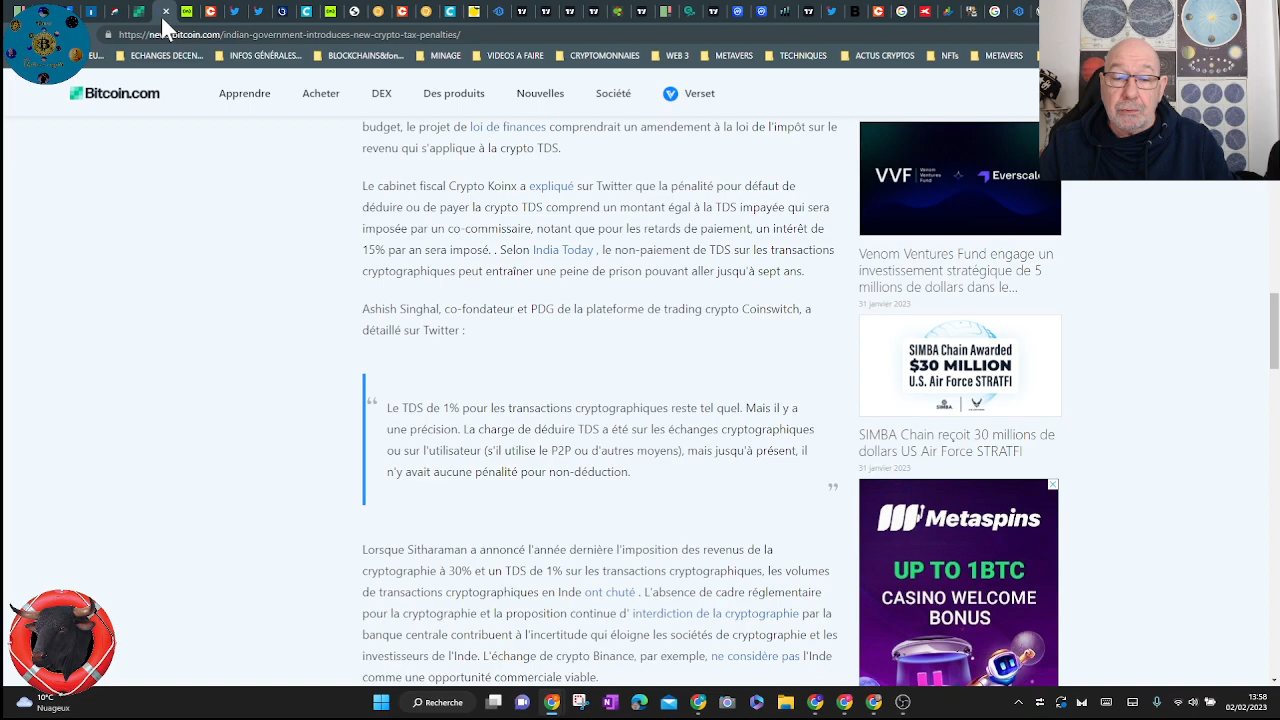 https://news.bitcoin.com/indian-government-introduces-new-crypto-tax-penalties/
EU... ECHANGES DECEN... INFOS GÉNÉRALES... BLOCKCHAINS con... MINAGE VIDEOS A FAIRE CRYPTOMONNAIES WEB 3 METAVERS TECHNIQUES ACTUS CRYPTOS NFTs METAVERS
Bitcoin.com Apprendre Acheter DEX Des produits Nouvelles Société Verset
budget, le projet de loi de finances comprendrait un amendement à la loi de l'impôt sur le
revenu qui s'applique à la crypto TDS.
Le cabinet fiscal Crypto Koinx a expliqué sur Twitter que la pénalité pour défaut de
déduire ou de payer la crypto TDS comprend un montant égal à la TDS impayée qui sera
imposée par un co-commissaire, notant que pour les retards de paiement, un intérêt de
15% par an sera imposé. . Selon India Today , le non-paiement de TDS sur les transactions
cryptographiques peut entraîner une peine de prison pouvant aller jusqu'à sept ans.
Ashish Singhal, co-fondateur et PDG de la plateforme de trading crypto Coinswitch, a
détaillé sur Twitter :
“
Le TDS de 1% pour les transactions cryptographiques reste tel quel. Mais il y a
une précision. La charge de déduire TDS a été sur les échanges cryptographiques
ou sur l'utilisateur (s'il utilise le P2P ou d'autres moyens), mais jusqu'à présent, il
n'y avait aucune pénalité pour non-déduction.
”
Lorsque Sitharaman a annoncé l'année dernière l'imposition des revenus de la
cryptographie à 30% et un TDS de 1% sur les transactions cryptographiques, les volumes
de transactions cryptographiques en Inde ont chuté . L'absence de cadre réglementaire
pour la cryptographie et la proposition continue d' interdiction de la cryptographie par la
banque centrale contribuent à l'incertitude qui éloigne les sociétés de cryptographie et les
investisseurs de l'Inde. L'échange de crypto Binance, par exemple, ne considère pas l'Inde
comme une opportunité commerciale viable.
VVF Venom Ventures Fund Everscale
Venom Ventures Fund engage un
investissement stratégique de 5
millions de dollars dans le...
31 janvier 2023
SIMBA Chain Awarded
$30 MILLION
U.S. Air Force STRATFI
SIMBA
SIMBA Chain reçoit 30 millions de
dollars US Air Force STRATFI
31 janvier 2023
Metaspins
UP TO 1BTC
CASINO WELCOME
BONUS
10°C
Nuageux
Recherche
13:58